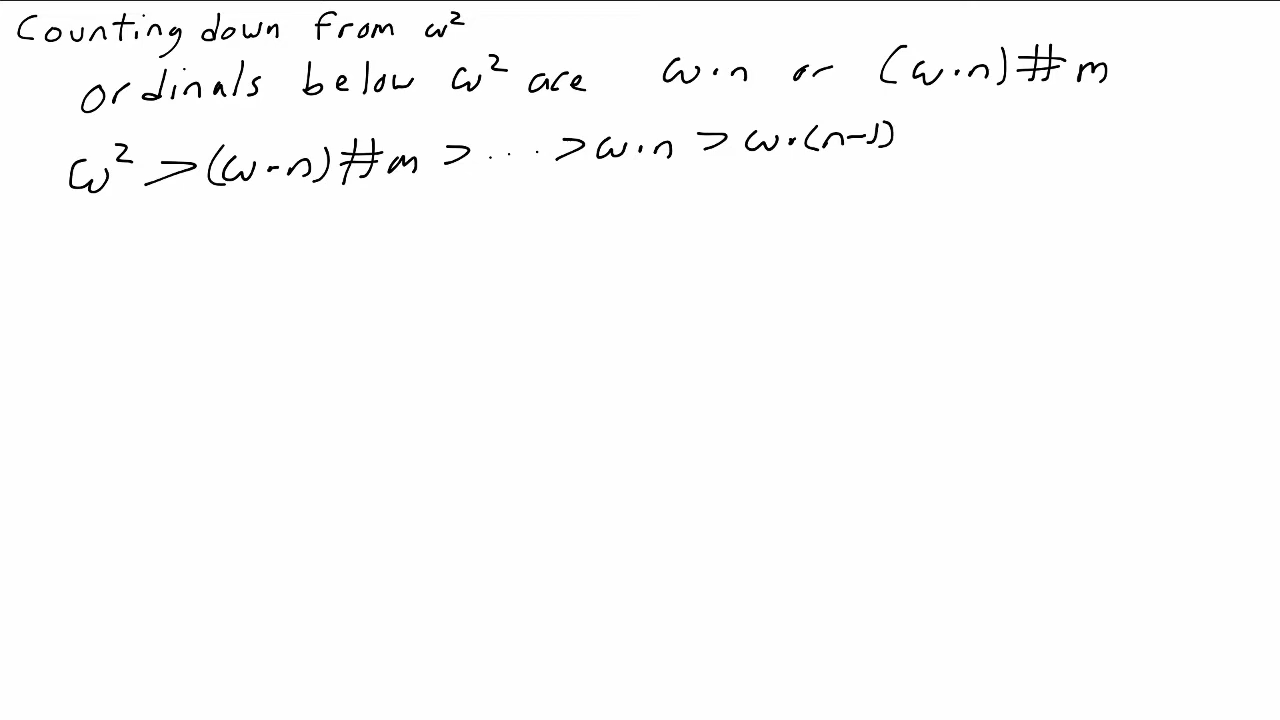 Counting down from ω²
ordinals below ω² are ω·n or (ω·n)#m
ω² > (ω·n)#m > ... > ω·n > ω·(n-1)